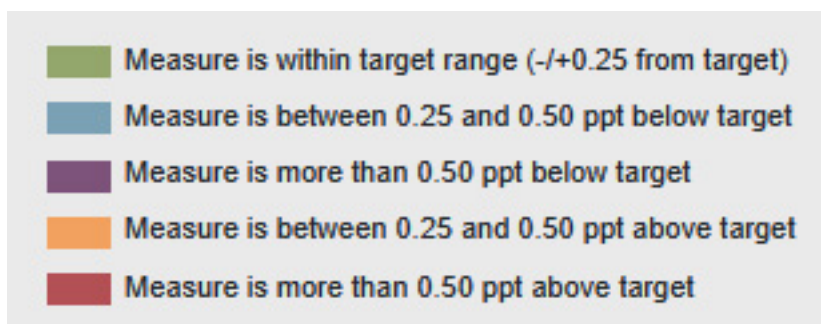 Measure is within target range (-/+0.25 from target)
Measure is between 0.25 and 0.50 ppt below target
Measure is more than 0.50 ppt below target
Measure is between 0.25 and 0.50 ppt above target
Measure is more than 0.50 ppt above target